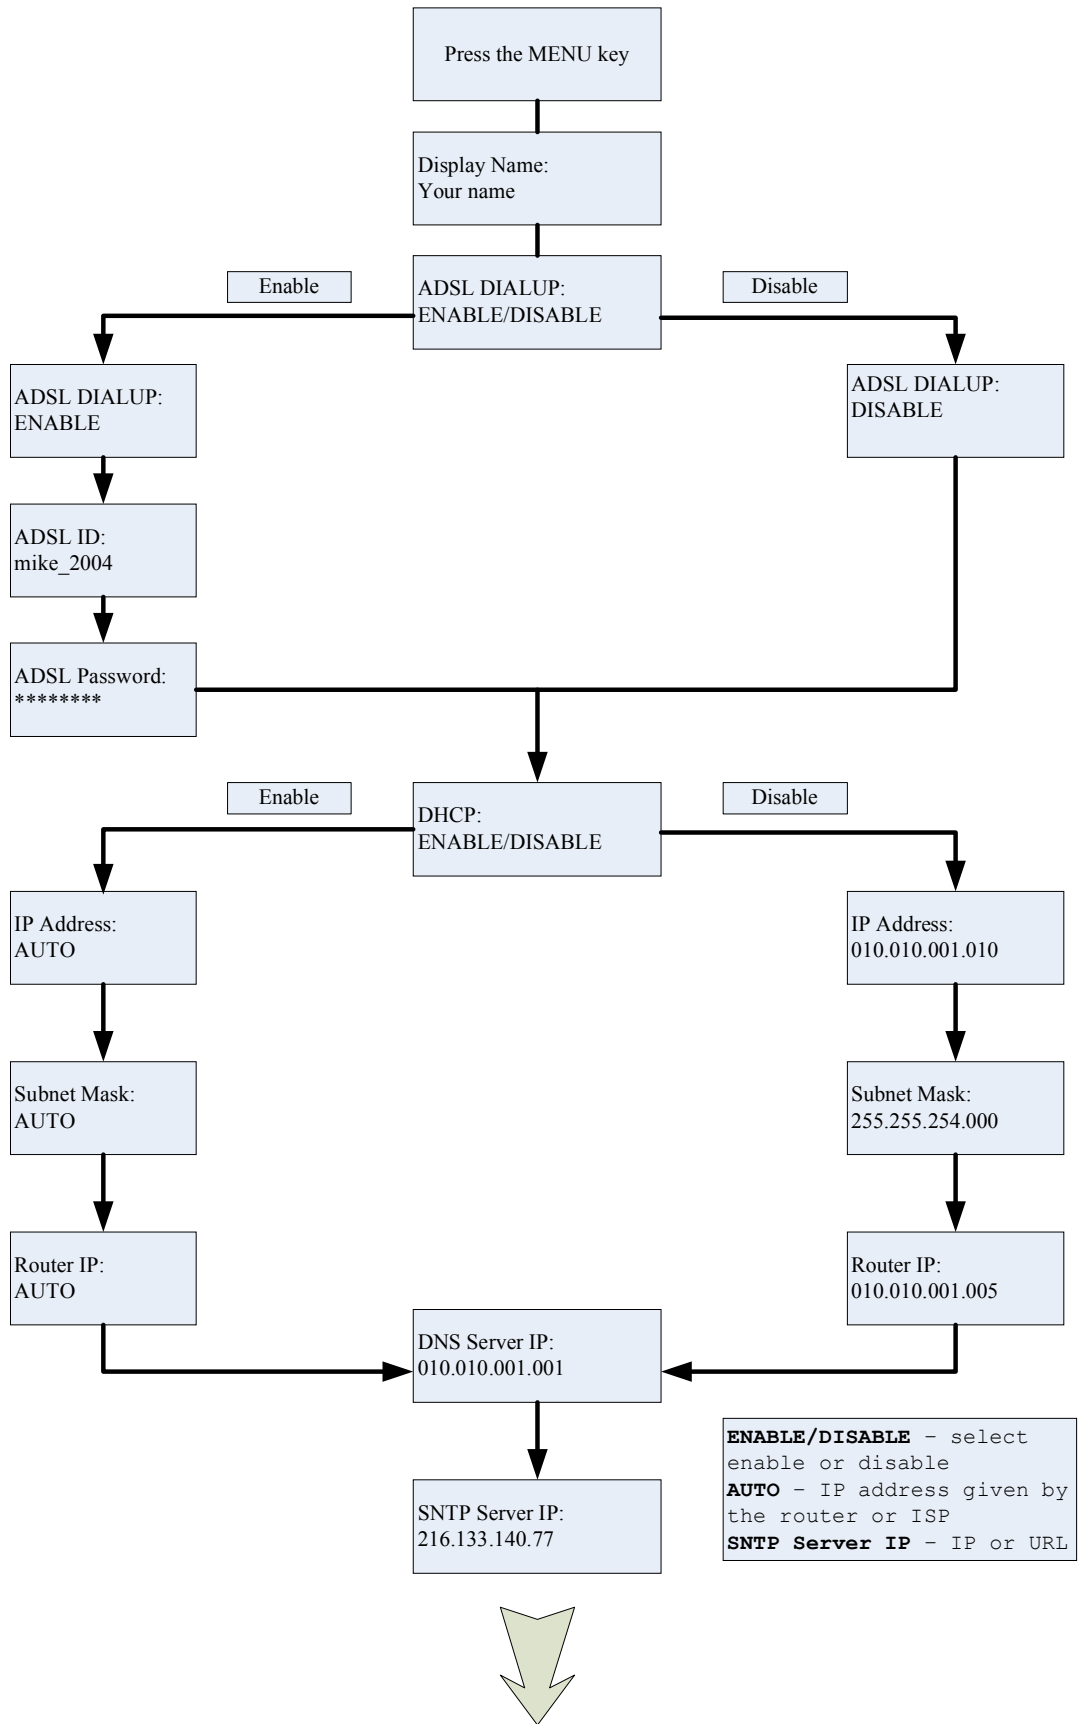 Press the MENU key
Display Name:
Your name
Enable
ADSL DIALUP:
ENABLE/DISABLE
Disable
ADSL DIALUP:
ENABLE
ADSL DIALUP:
DISABLE
ADSL ID:
mike_2004
ADSL Password:
********
Enable
DHCP:
ENABLE/DISABLE
Disable
IP Address:
AUTO
IP Address:
010.010.001.010
Subnet Mask:
AUTO
Subnet Mask:
255.255.254.000
Router IP:
AUTO
Router IP:
010.010.001.005
DNS Server IP:
010.010.001.001
ENABLE/DISABLE – select
enable or disable
AUTO – IP address given by
the router or ISP
SNTP Server IP – IP or URL
SNTP Server IP:
216.133.140.77